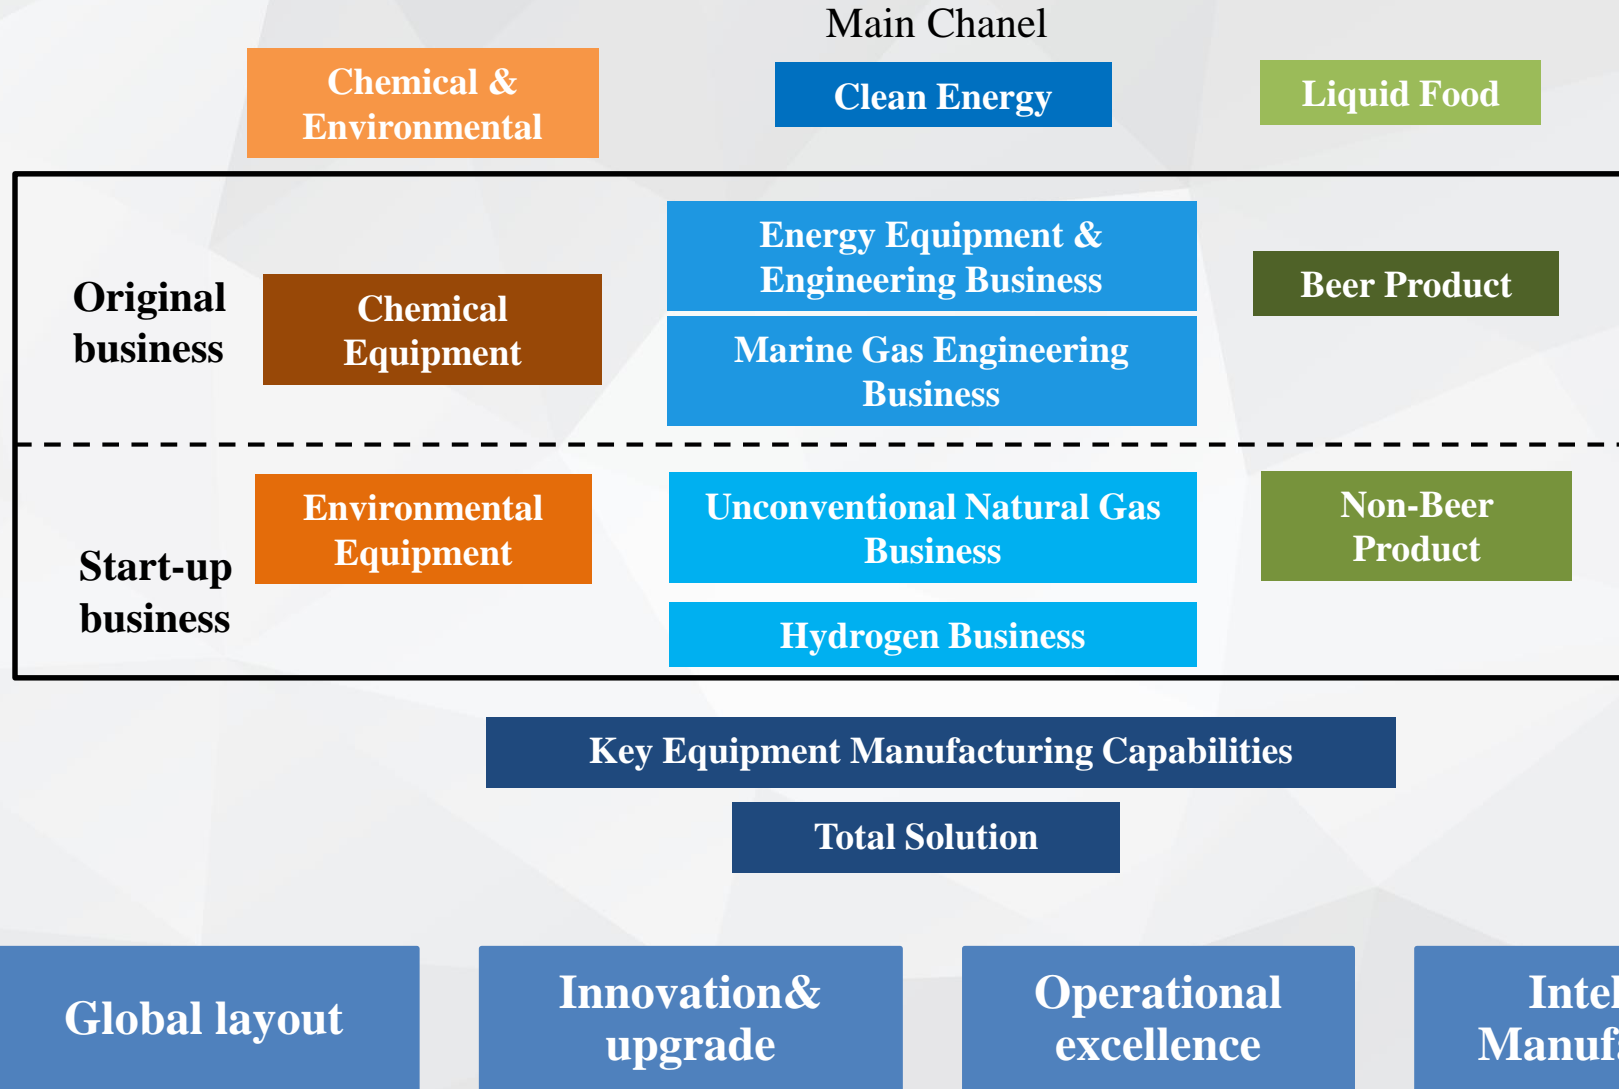 Main Chanel
Chemical &
Environmental
Clean Energy
Liquid Food
Original
business
Chemical
Equipment
Energy Equipment &
Engineering Business
Marine Gas Engineering
Business
Beer Product
Start-up
business
Environmental
Equipment
Unconventional Natural Gas
Business
Hydrogen Business
Non-Beer
Product
Key Equipment Manufacturing Capabilities
Total Solution
Global layout
Innovation&
upgrade
Operational
excellence